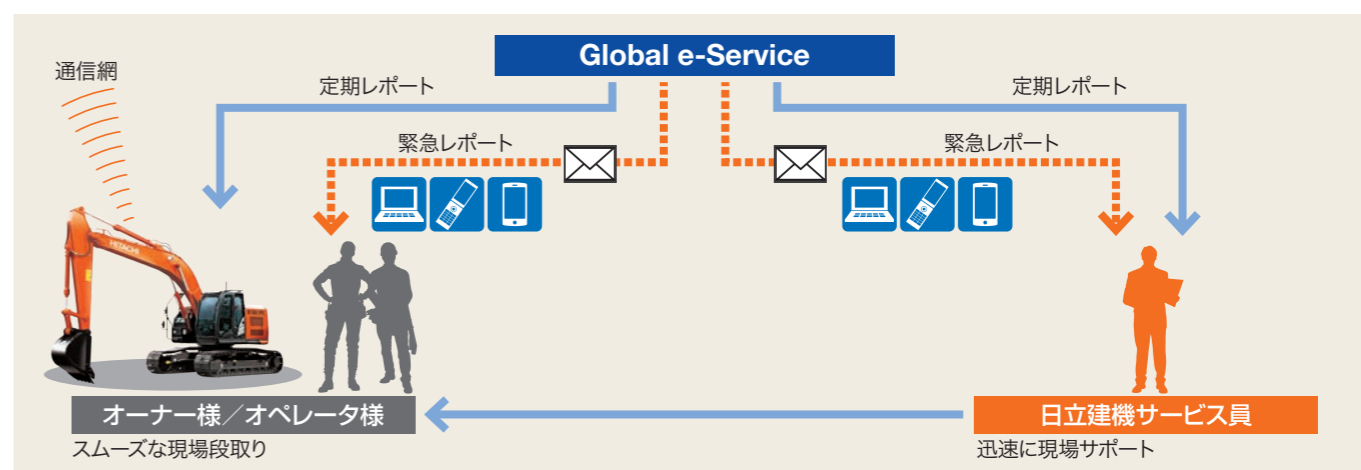 Global e-Service
通信網
定期レポート
定期レポート
緊急レポート
緊急レポート
HITACHI
オーナー様／オペレータ様
日立建機サービス員
スムーズな現場段取り
迅速に現場サポート